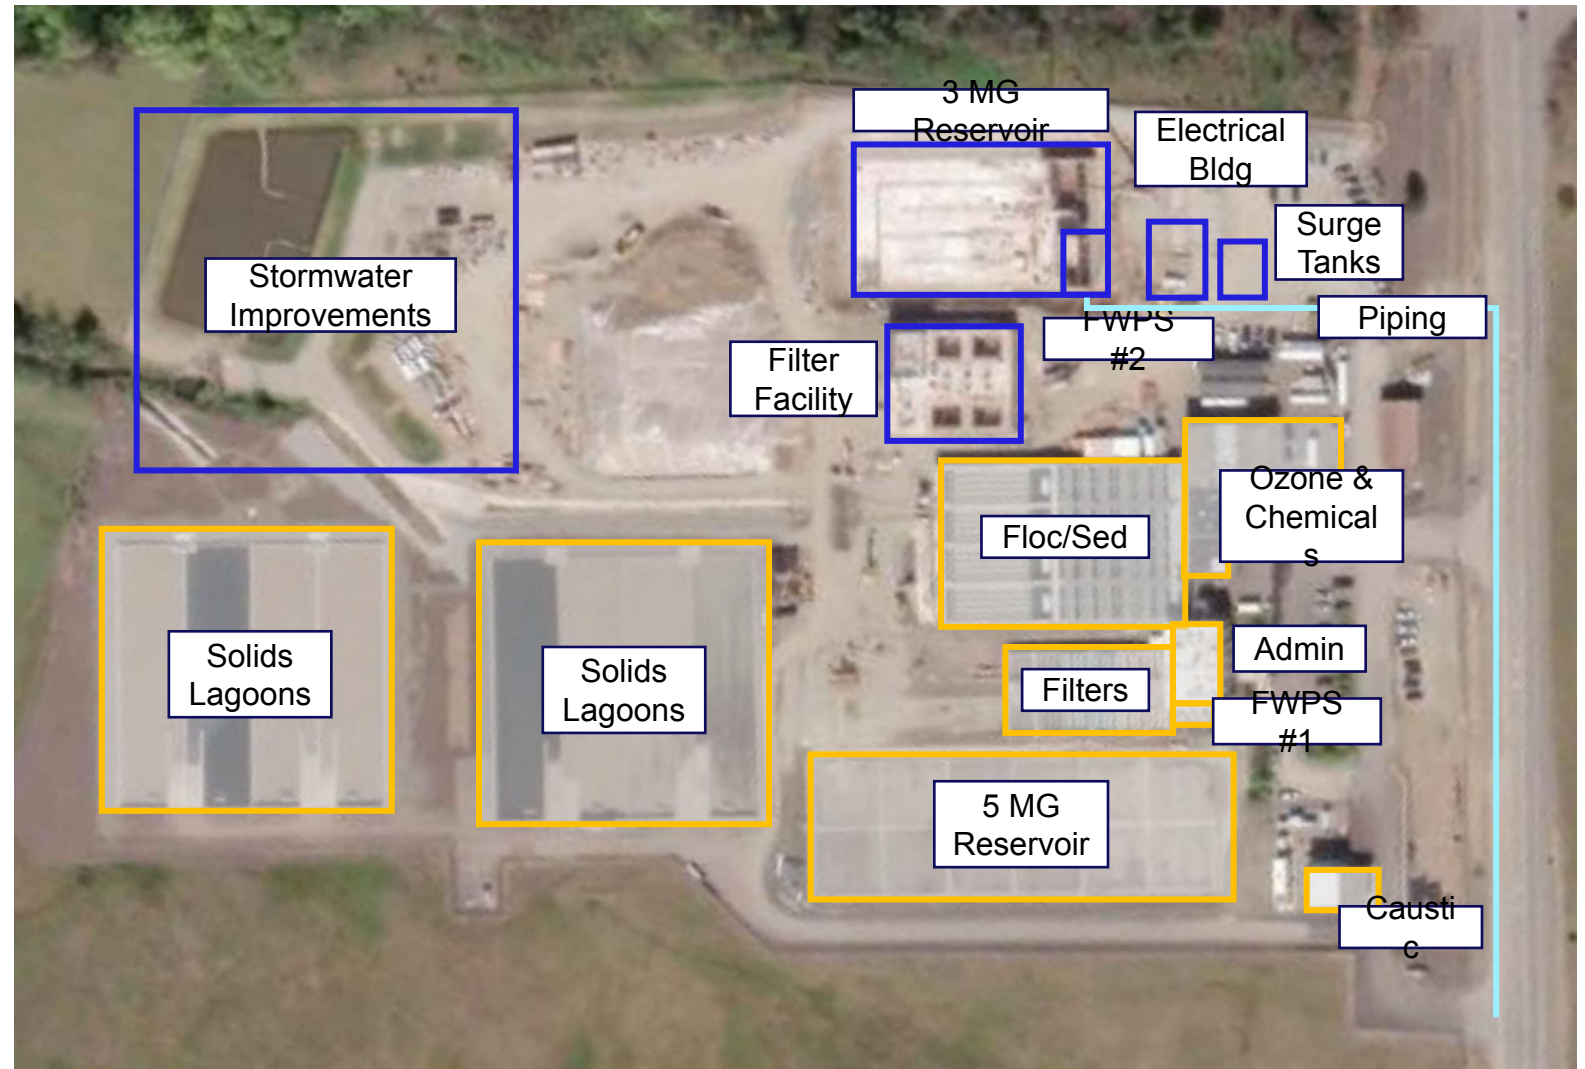 3 MG
Reservoir
Electrical
Bldg
Surge
Tanks
Stormwater
Improvements
Piping
FWPS
#2
Filter
Facility
Ozone &
Chemical
s
Floc/Sed
Solids
Lagoons
Solids
Lagoons
Admin
Filters
FWPS
#1
5 MG
Reservoir
Causti
c